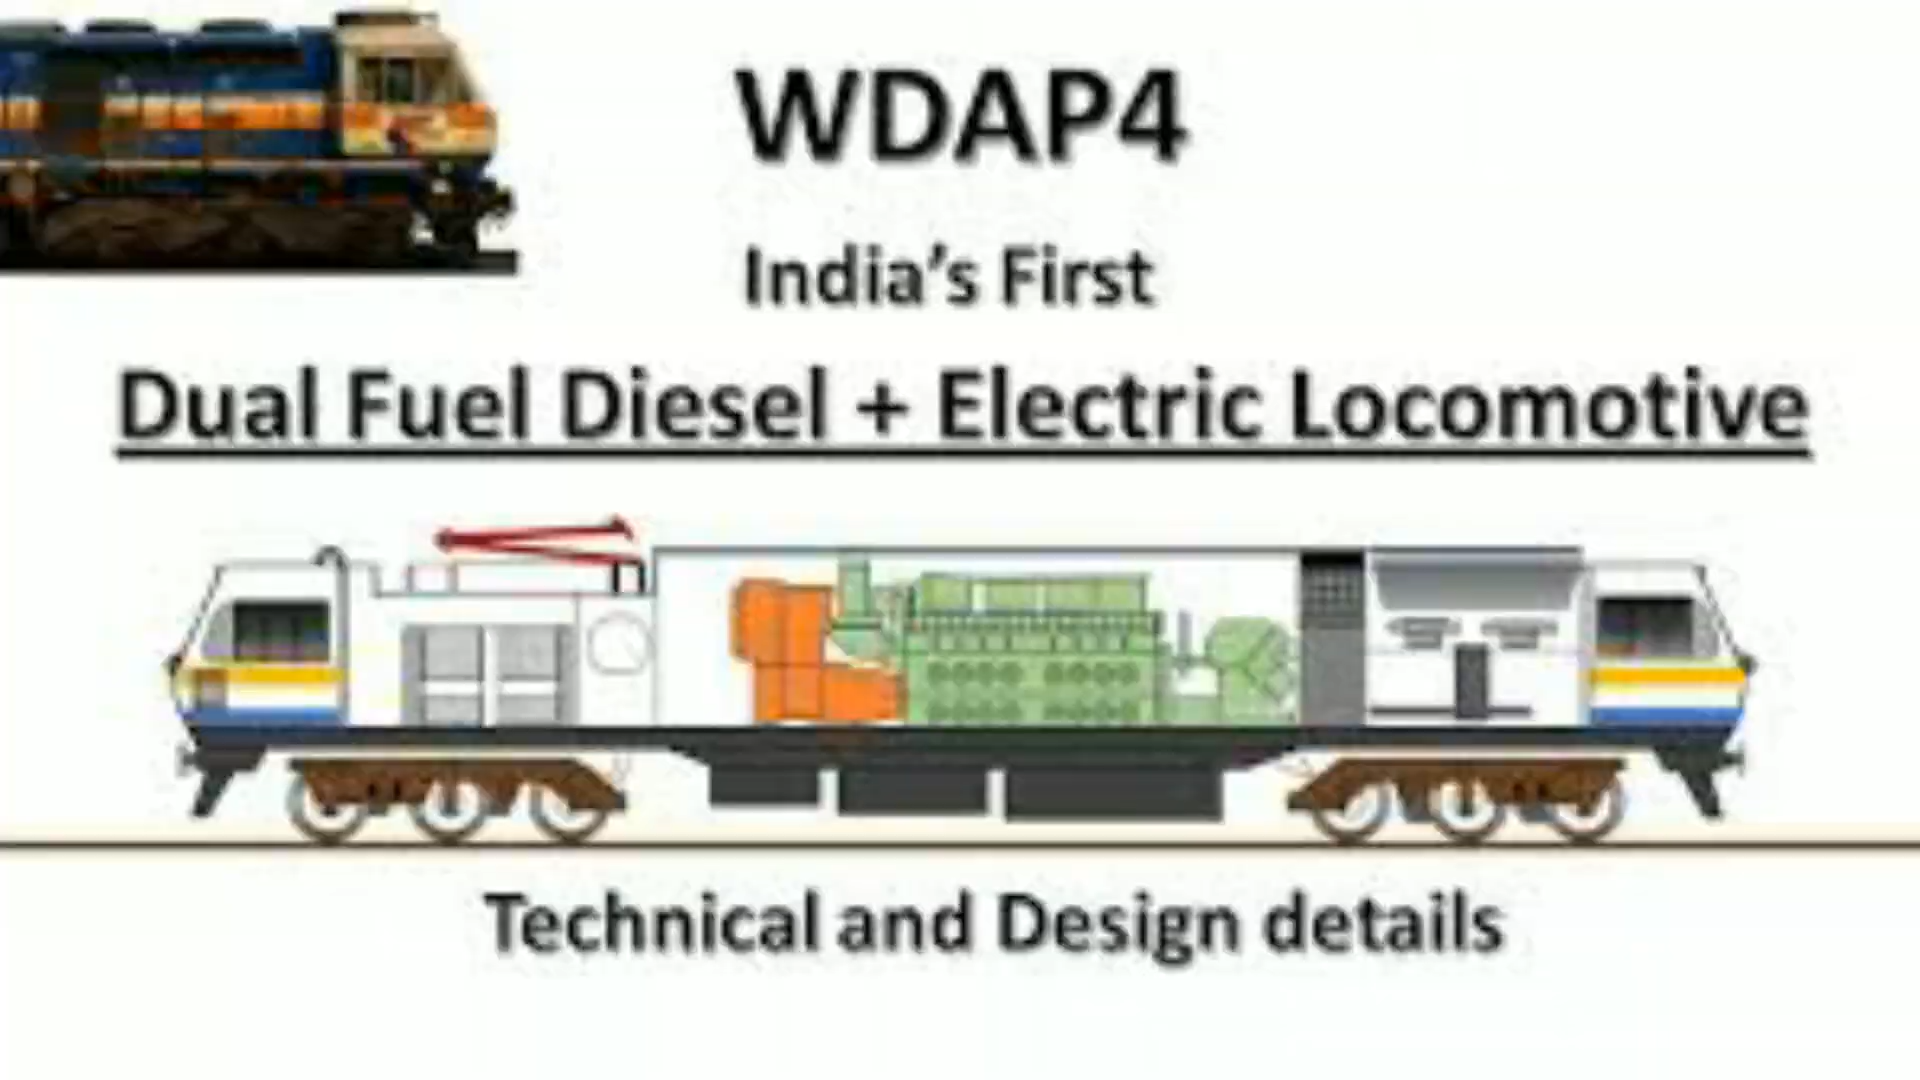 WDAP4
India’s First
Dual Fuel Diesel + Electric Locomotive
Technical and Design details